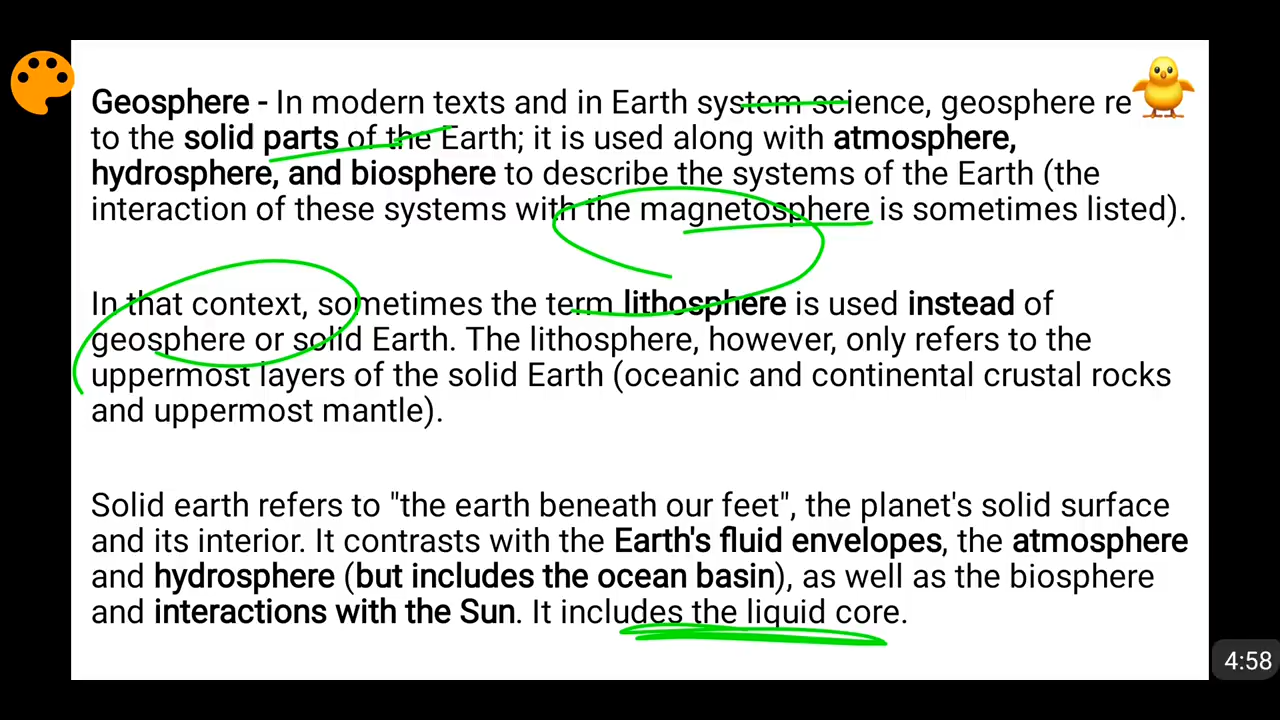 Geosphere - In modern texts and in Earth system science, geosphere re
to the solid parts of the Earth; it is used along with atmosphere,
hydrosphere, and biosphere to describe the systems of the Earth (the
interaction of these systems with the magnetosphere is sometimes listed).
In that context, sometimes the term lithosphere is used instead of
geosphere or solid Earth. The lithosphere, however, only refers to the
uppermost layers of the solid Earth (oceanic and continental crustal rocks
and uppermost mantle).
Solid earth refers to "the earth beneath our feet", the planet's solid surface
and its interior. It contrasts with the Earth's fluid envelopes, the atmosphere
and hydrosphere (but includes the ocean basin), as well as the biosphere
and interactions with the Sun. It includes the liquid core.
4:58